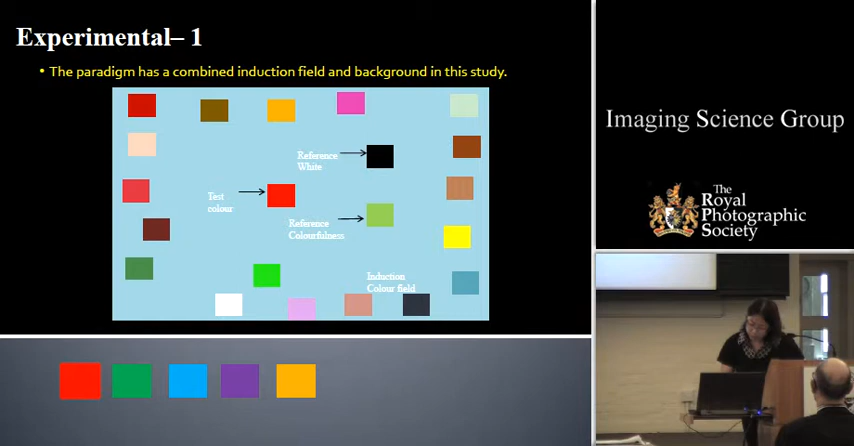 Experimental– 1
• The paradigm has a combined induction field and background in this study.
Reference
White
Test
colour
Reference
Colourfulness
Induction
Colour field
Imaging Science Group
The
Royal
Photographic
Society